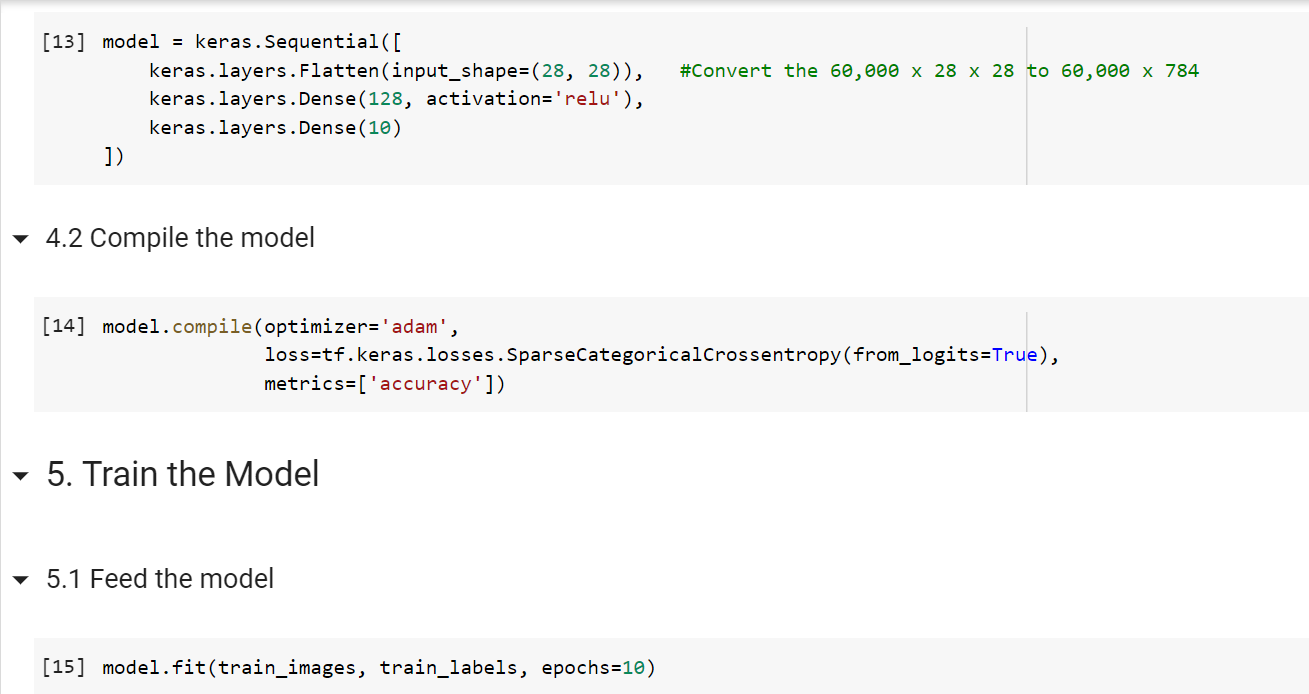 [13] model = keras.Sequential([
keras.layers.Flatten(input_shape=(28, 28)),   #Convert the 60,000 x 28 x 28 to 60,000 x 784
keras.layers.Dense(128, activation='relu'),
keras.layers.Dense(10)
])
4.2 Compile the model
[14] model.compile(optimizer='adam',
loss=tf.keras.losses.SparseCategoricalCrossentropy(from_logits=True),
metrics=['accuracy'])
5. Train the Model
5.1 Feed the model
[15] model.fit(train_images, train_labels, epochs=10)